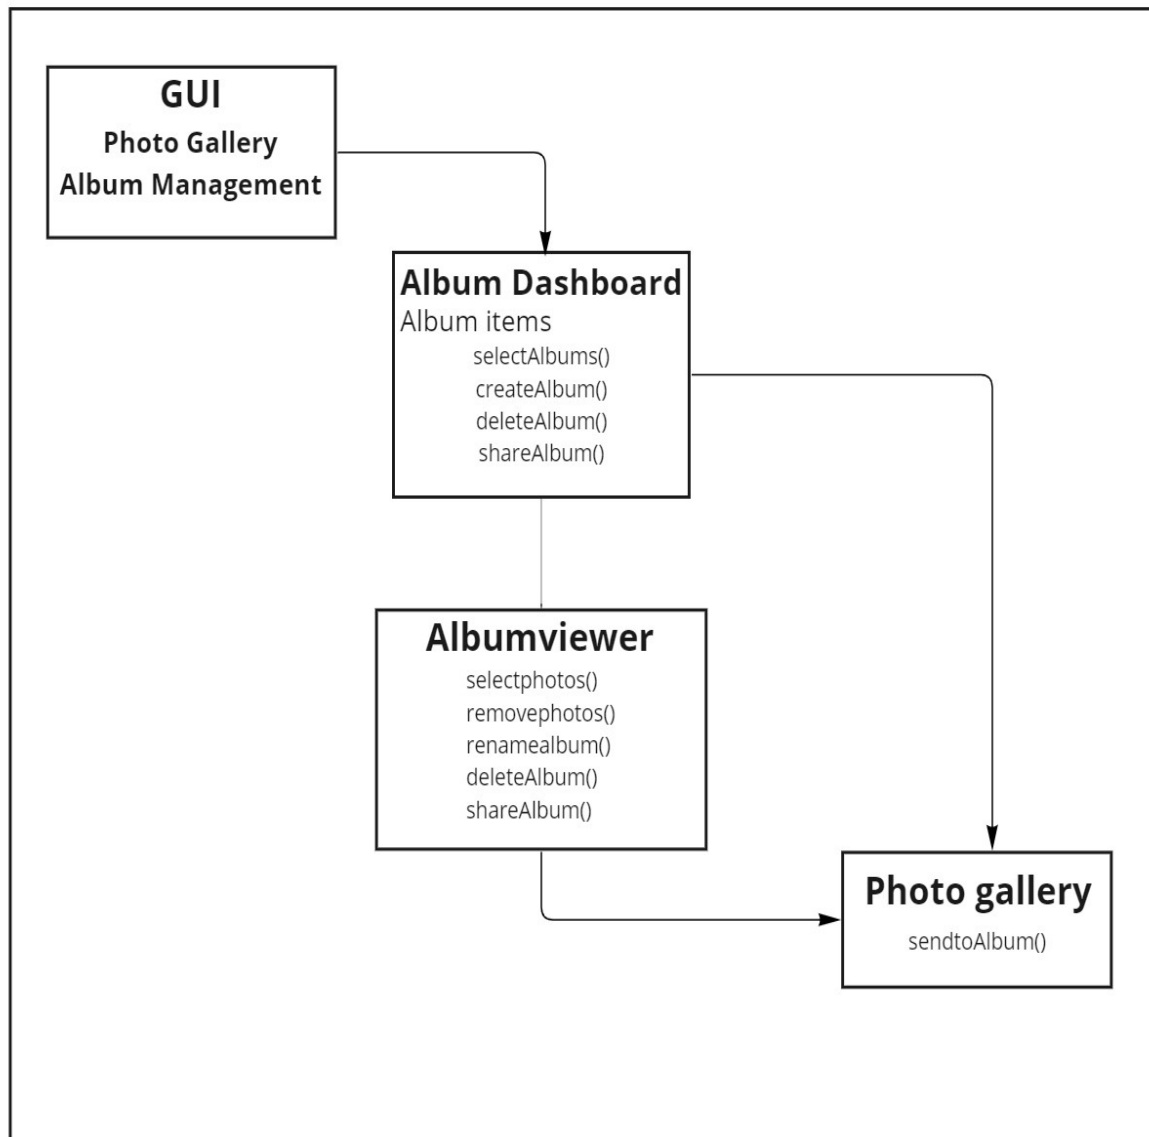 GUI
Photo Gallery
Album Management
Album Dashboard
Album items
selectAlbums()
createAlbum()
deleteAlbum()
shareAlbum()
Albumviewer
selectphotos()
removephotos()
renamealbum()
deleteAlbum()
shareAlbum()
Photo gallery
sendtoAlbum()